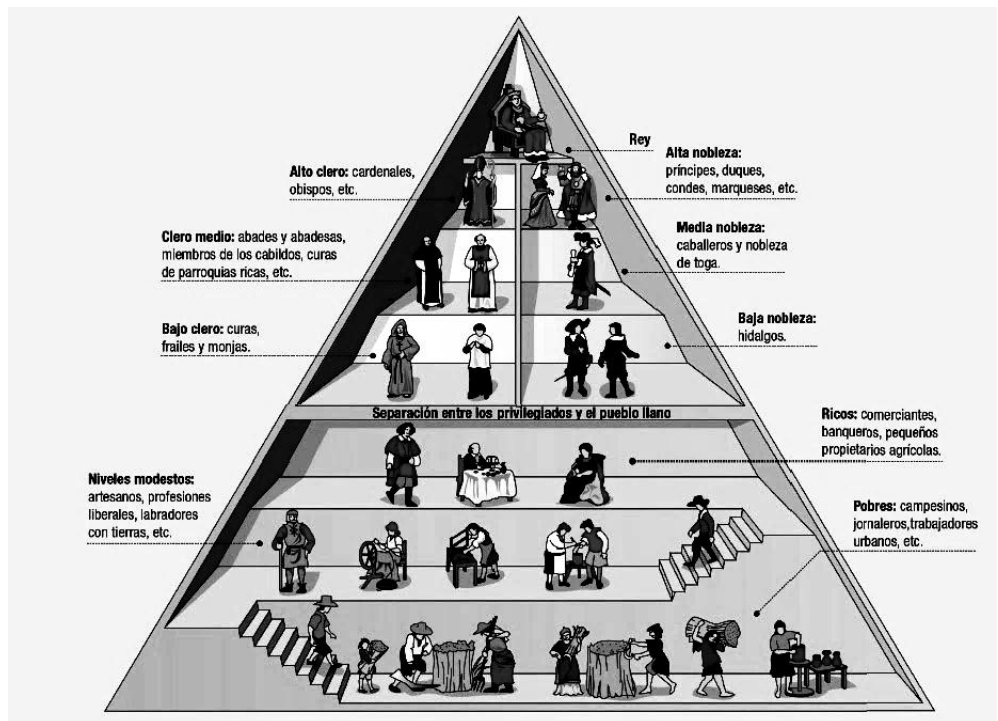 Rey
Alto clero: cardenales,
obispos, etc.
Alta nobleza:
príncipes, duques,
condes, marqueses, etc.
Clero medio: abades y abadesas,
miembros de los cabildos, curas
de parroquias ricas, etc.
Media nobleza:
caballeros y nobleza
de toga.
Bajo clero: curas,
frailes y monjas.
Baja nobleza:
hidalgos.
Separación entre los privilegiados y el pueblo llano
Ricos: comerciantes,
banqueros, pequeños
propietarios agrícolas.
Niveles modestos:
artesanos, profesiones
liberales, labradores
con tierras, etc.
Pobres: campesinos,
jornaleros,trabajadores
urbanos, etc.